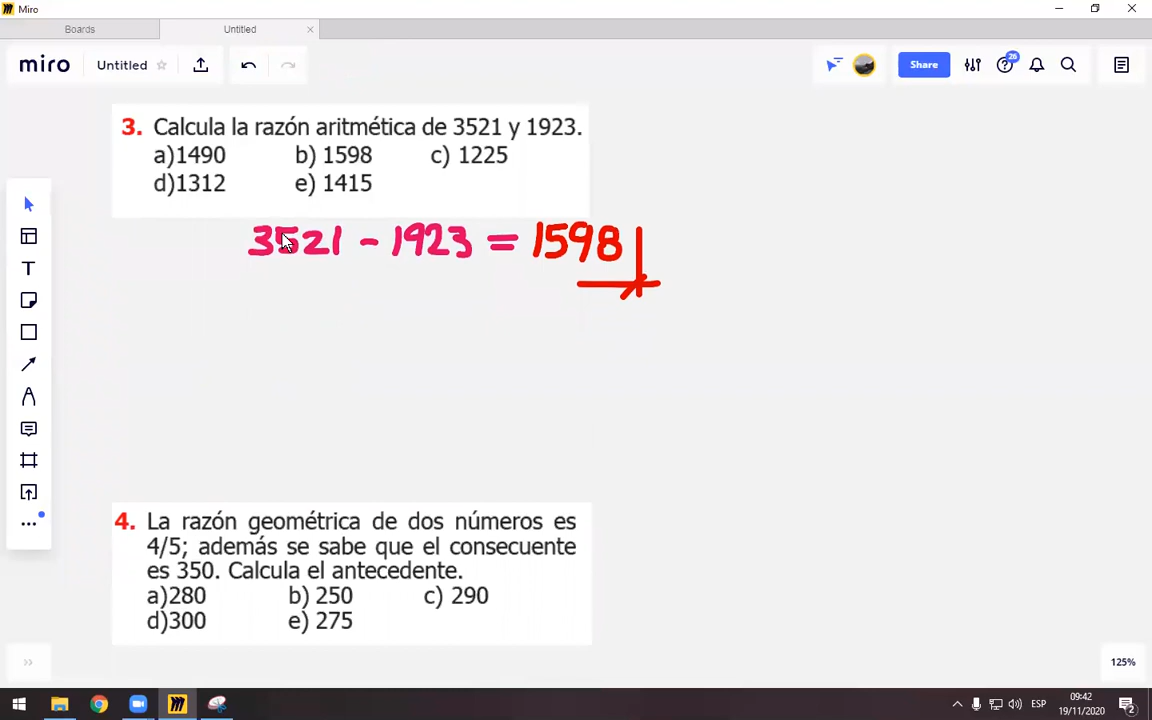 Miro
Boards
Untitled
miro
Untitled
Share
26
3. Calcula la razón aritmética de 3521 y 1923.
a)1490 b) 1598 c) 1225
d)1312 e) 1415
3521 - 1923 = 1598
4. La razón geométrica de dos números es
4/5; además se sabe que el consecuente
es 350. Calcula el antecedente.
a)280 b) 250 c) 290
d)300 e) 275
125%
09:42
ESP
19/11/2020
2